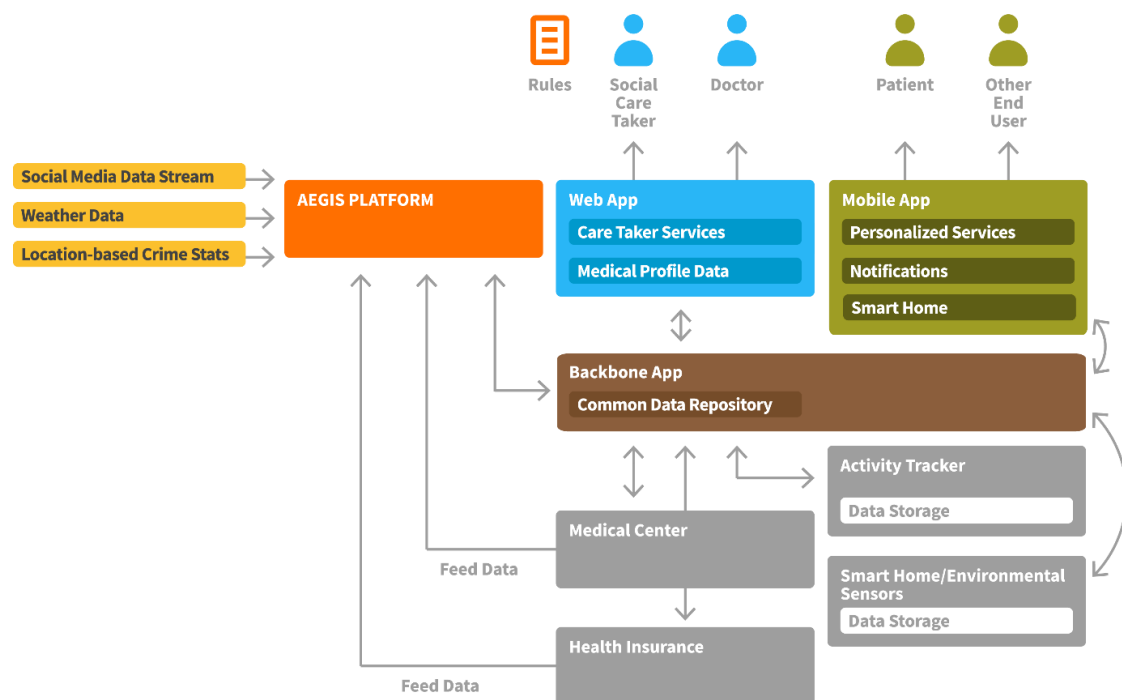 Rules
Social
Care
Taker
Doctor
Patient
Other
End
User
Social Media Data Stream
Weather Data
Location-based Crime Stats
AEGIS PLATFORM
Web App
Care Taker Services
Medical Profile Data
Mobile App
Personalized Services
Notifications
Smart Home
Backbone App
Common Data Repository
Activity Tracker
Data Storage
Medical Center
Feed Data
Smart Home/Environmental
Sensors
Data Storage
Health Insurance
Feed Data